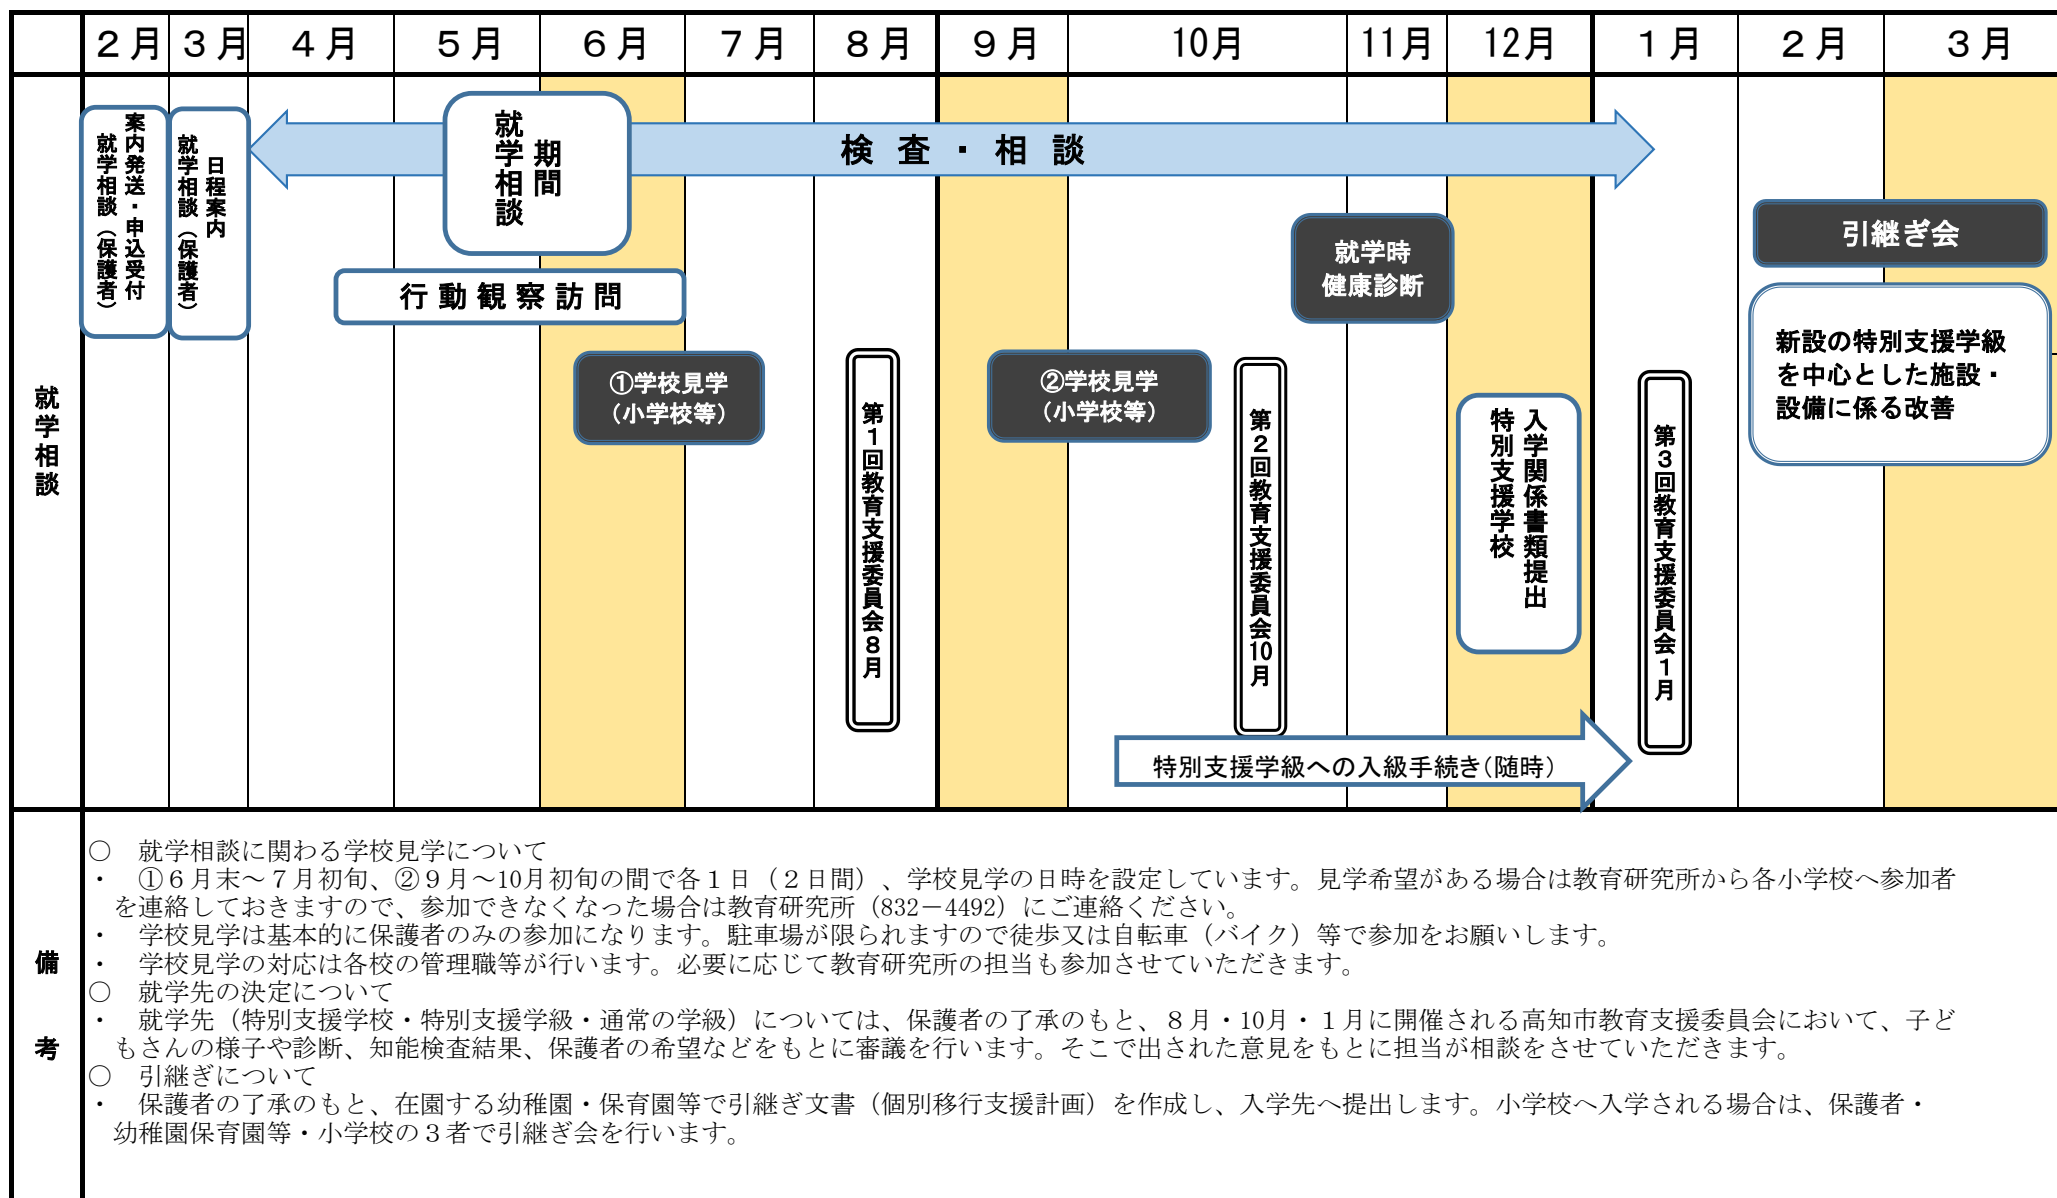 ２月 ３月 ４月 ５月 ６月 ７月 ８月 ９月 10月 11月 12月 １月 ２月 ３月
就学相談
就学相談（保護者）
案内発送・申込受付
就学相談（保護者）
日程案内
就学相談
期間
検査・相談
行動観察訪問
①学校見学
（小学校等）
第１回教育支援委員会８月
②学校見学
（小学校等）
第２回教育支援委員会10月
就学時
健康診断
特別支援学校
入学関係書類提出
第３回教育支援委員会１月
引継ぎ会
新設の特別支援学級
を中心とした施設・
設備に係る改善
特別支援学級への入級手続き（随時）
備考
○　就学相談に関わる学校見学について
・　①６月末～７月初旬、②９月～10月初旬の間で各１日（２日間）、学校見学の日時を設定しています。見学希望がある場合は教育研究所から各小学校へ参加者
を連絡しておきますので、参加できなくなった場合は教育研究所（832－4492）にご連絡ください。
・　学校見学は基本的に保護者のみの参加になります。駐車場が限られますので徒歩又は自転車（バイク）等で参加をお願いします。
・　学校見学の対応は各校の管理職等が行います。必要に応じて教育研究所の担当も参加させていただきます。
○　就学先の決定について
・　就学先（特別支援学校・特別支援学級・通常の学級）については、保護者の了承のもと、８月・10月・１月に開催される高知市教育支援委員会において、子ど
もさんの様子や診断、知能検査結果、保護者の希望などをもとに審議を行います。そこで出された意見をもとに担当が相談をさせていただきます。
○　引継ぎについて
・　保護者の了承のもと、在園する幼稚園・保育園等で引継ぎ文書（個別移行支援計画）を作成し、入学先へ提出します。小学校へ入学される場合は、保護者・
幼稚園保育園等・小学校の３者で引継ぎ会を行います。